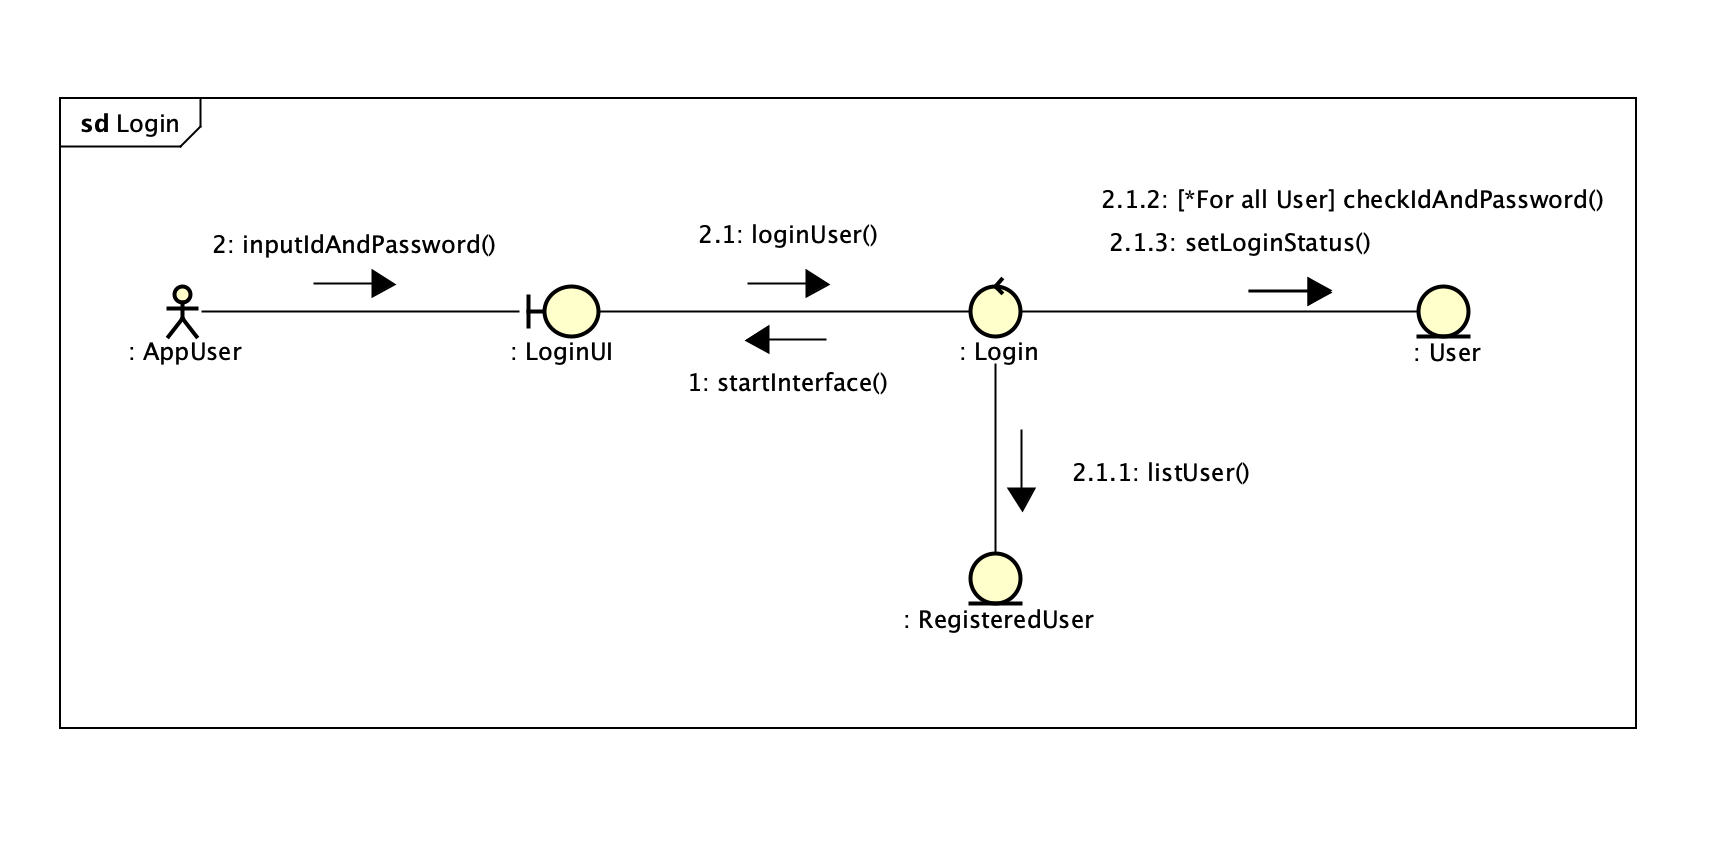 sd Login
2.1.2: [*For all User] checkIdAndPassword()
2: inputIdAndPassword()
2.1: loginUser()
2.1.3: setLoginStatus()
: AppUser
: LoginUI
: Login
: User
1: startInterface()
2.1.1: listUser()
: RegisteredUser